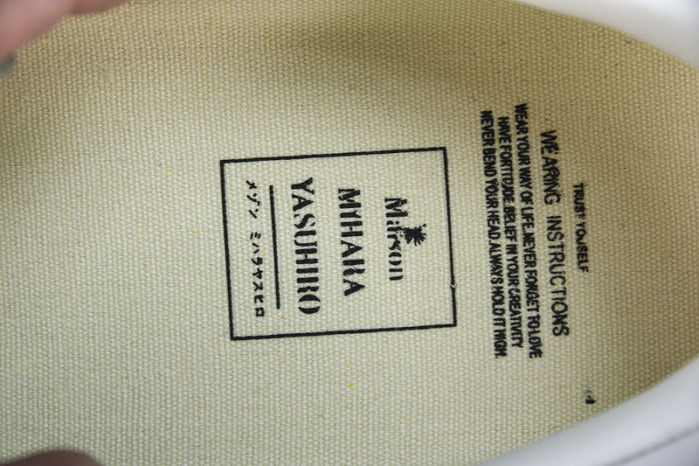 TRUST YOURSELF
WEARING INSTRUCTIONS
WEAR YOUR WAY OF LIFE.NEVER FORGET TO LOVE
HAVE FORTITUDE.BELIEF IN YOUR CREATIVITY
NEVER BEND YOUR HEAD.ALWAYS HOLD IT HIGH.
Maison
MIHARA
YASUHIRO
メゾン ミハラヤスヒロ